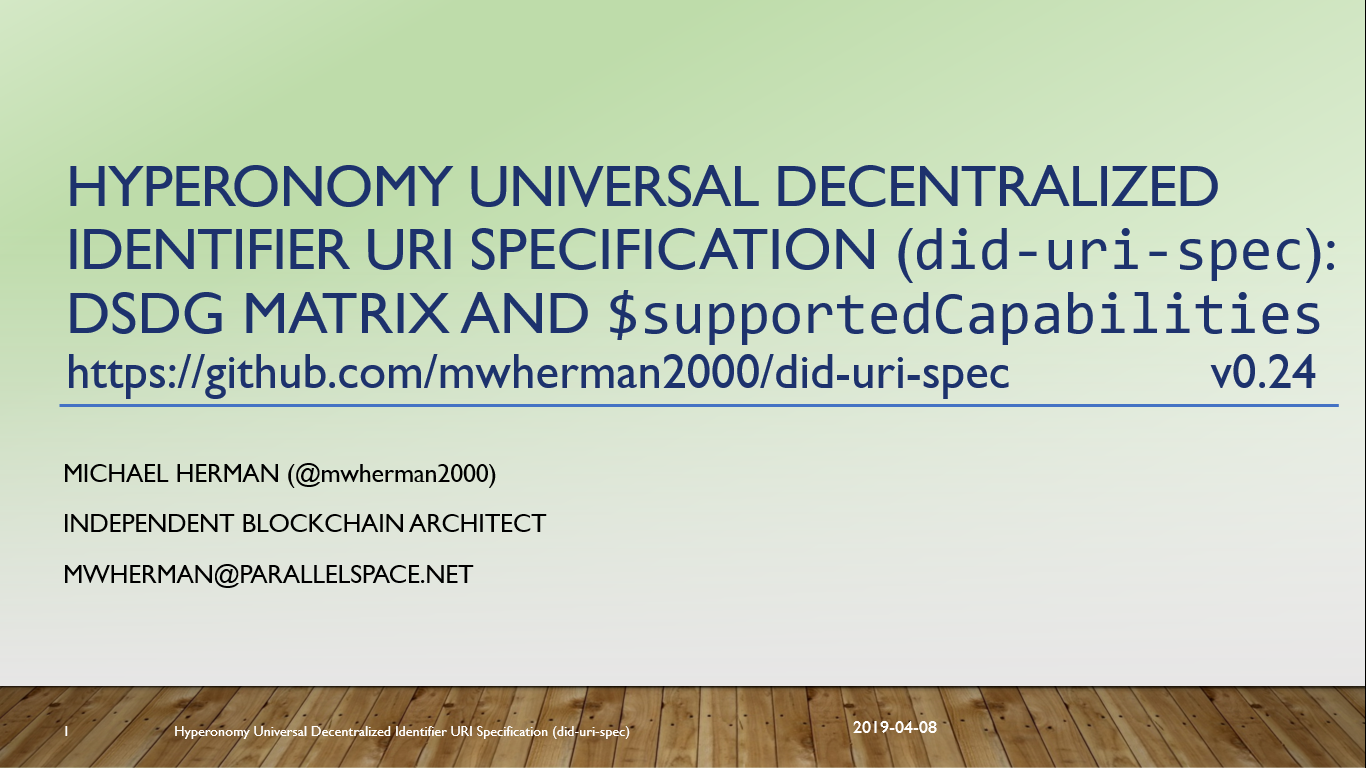 HYPERONOMY UNIVERSAL DECENTRALIZED
IDENTIFIER URI SPECIFICATION (did-uri-spec):
DSDG MATRIX AND $supportedCapabilities
https://github.com/mwherman2000/did-uri-spec v0.24
MICHAEL HERMAN (@mwherman2000)
INDEPENDENT BLOCKCHAIN ARCHITECT
MWHERMAN@PARALLELSPACE.NET
1 Hyperonomy Universal Decentralized Identifier URI Specification (did-uri-spec) 2019-04-08